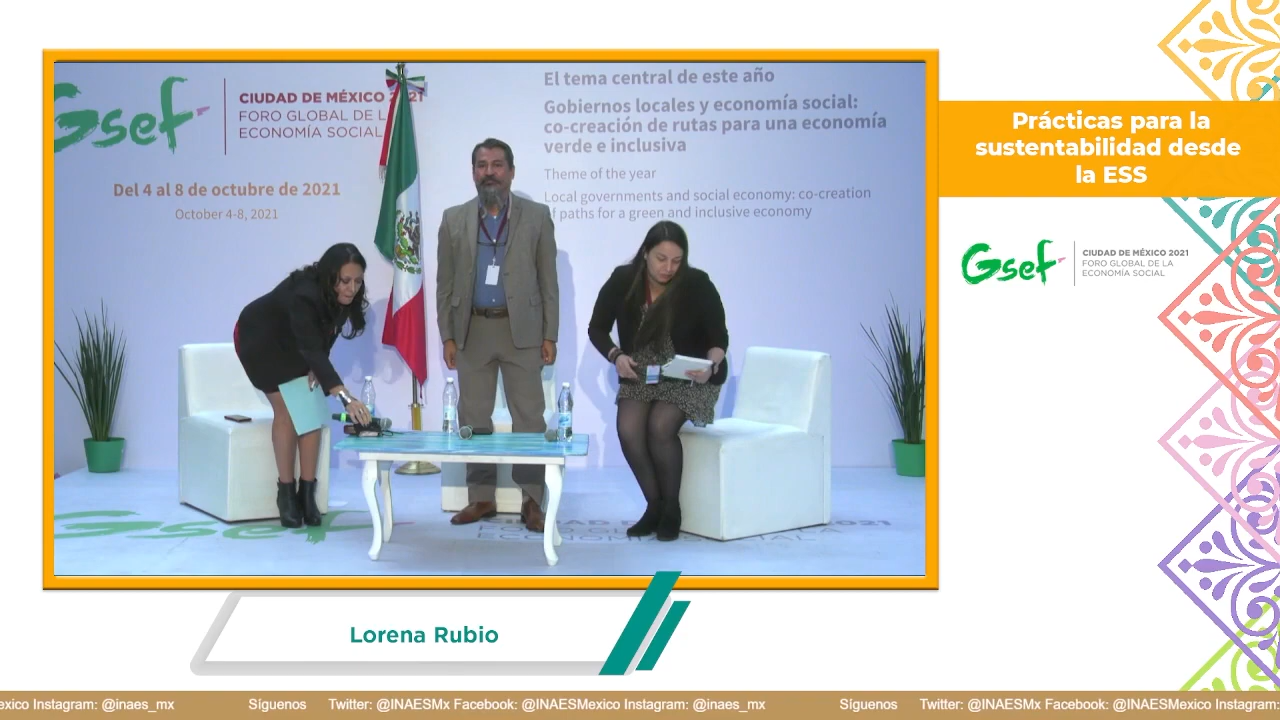 Gsef
CIUDAD DE MÉXICO 2021
FORO GLOBAL DE L
ECONOMÍA SOCIAL
Del 4 al 8 de octubre de 2021
October 4-8, 2021
El tema central de este año
Gobiernos locales y economía social:
co-creación de rutas para una economía
verde e inclusiva
Theme of the year
Local governments and social economy: co-creation
of paths for a green and inclusive economy
Prácticas para la
sustentabilidad desde
la ESS
Gsef
CIUDAD DE MÉXICO 2021
FORO GLOBAL DE LA
ECONOMÍA SOCIAL
Lorena Rubio
exico Instagram: @inaes_mx Síguenos Twitter: @INAESMx Facebook: @INAESMexico Instagram: @inaes_mx Síguenos Twitter: @INAESMx Facebook: @INAESMexico Instagram: